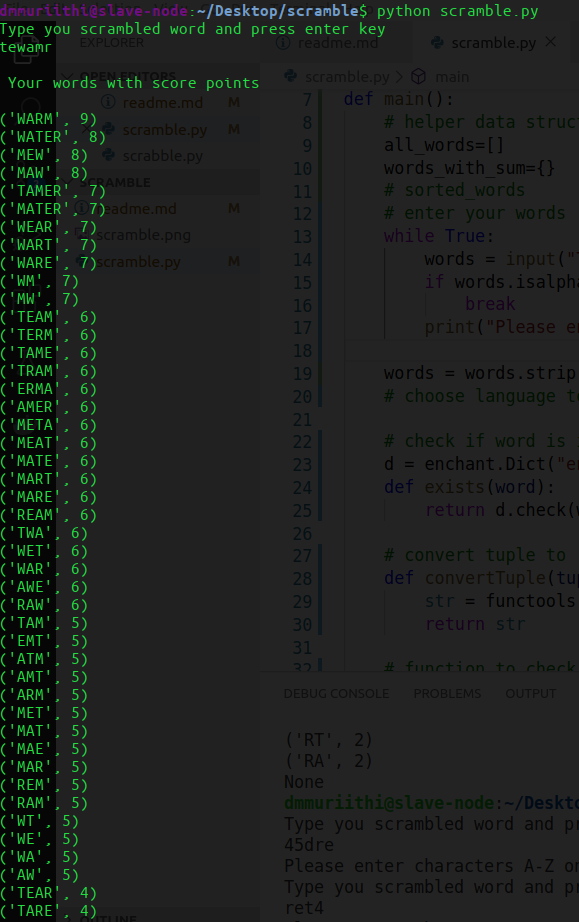 dmmuriithi@slave-node:~/Desktop/scramble$ python scramble.py
Type you scrambled word and press enter key
tewamr
Your words with score points
('WARM', 9)
('WATER', 8)
('MEW', 8)
('MAW', 8)
('TAMER', 7)
('MATER', 7)
('WEAR', 7)
('WART', 7)
('WARE', 7)
('WM', 7)
('MW', 7)
('TEAM', 6)
('TERM', 6)
('TAME', 6)
('TRAM', 6)
('ERMA', 6)
('AMER', 6)
('META', 6)
('MEAT', 6)
('MATE', 6)
('MART', 6)
('MARE', 6)
('REAM', 6)
('TWA', 6)
('WET', 6)
('WAR', 6)
('AWE', 6)
('RAW', 6)
('TAM', 5)
('EMT', 5)
('ATM', 5)
('AMT', 5)
('ARM', 5)
('MET', 5)
('MAT', 5)
('MAE', 5)
('MAR', 5)
('REM', 5)
('RAM', 5)
('WT', 5)
('WE', 5)
('WA', 5)
('AW', 5)
('TEAR', 4)
('TARE', 4)
EXPLORER
OPEN EDITORS
readme.md M
scramble.py M
scrabble.py
SCRAMBLE
readme.md M
scramble.png
scramble.py M
OUTLINE
readme.md
scramble.py
scramble.py > main
7 def main():
8 # helper data struct
9 all_words=[]
10 words_with_sum={}
11 # sorted_words
12 # enter your words
13 while True:
14 words = input("T
15 if words.isalpha
16 break
17 print("Please en
18
19 words = words.strip
20 # choose language to
21
22 # check if word is
23 d = enchant.Dict("en
24 def exists(word):
25 return d.check(w
26
27 # convert tuple to
28 def convertTuple(tup
29 str = functools
30 return str
31
32 # function to check
DEBUG CONSOLE PROBLEMS OUTPUT
('RT', 2)
('RA', 2)
None
dmmuriithi@slave-node:~/Deskto
Type you scrambled word and pr
45dre
Please enter characters A-Z on
Type you scrambled word and pr
ret4